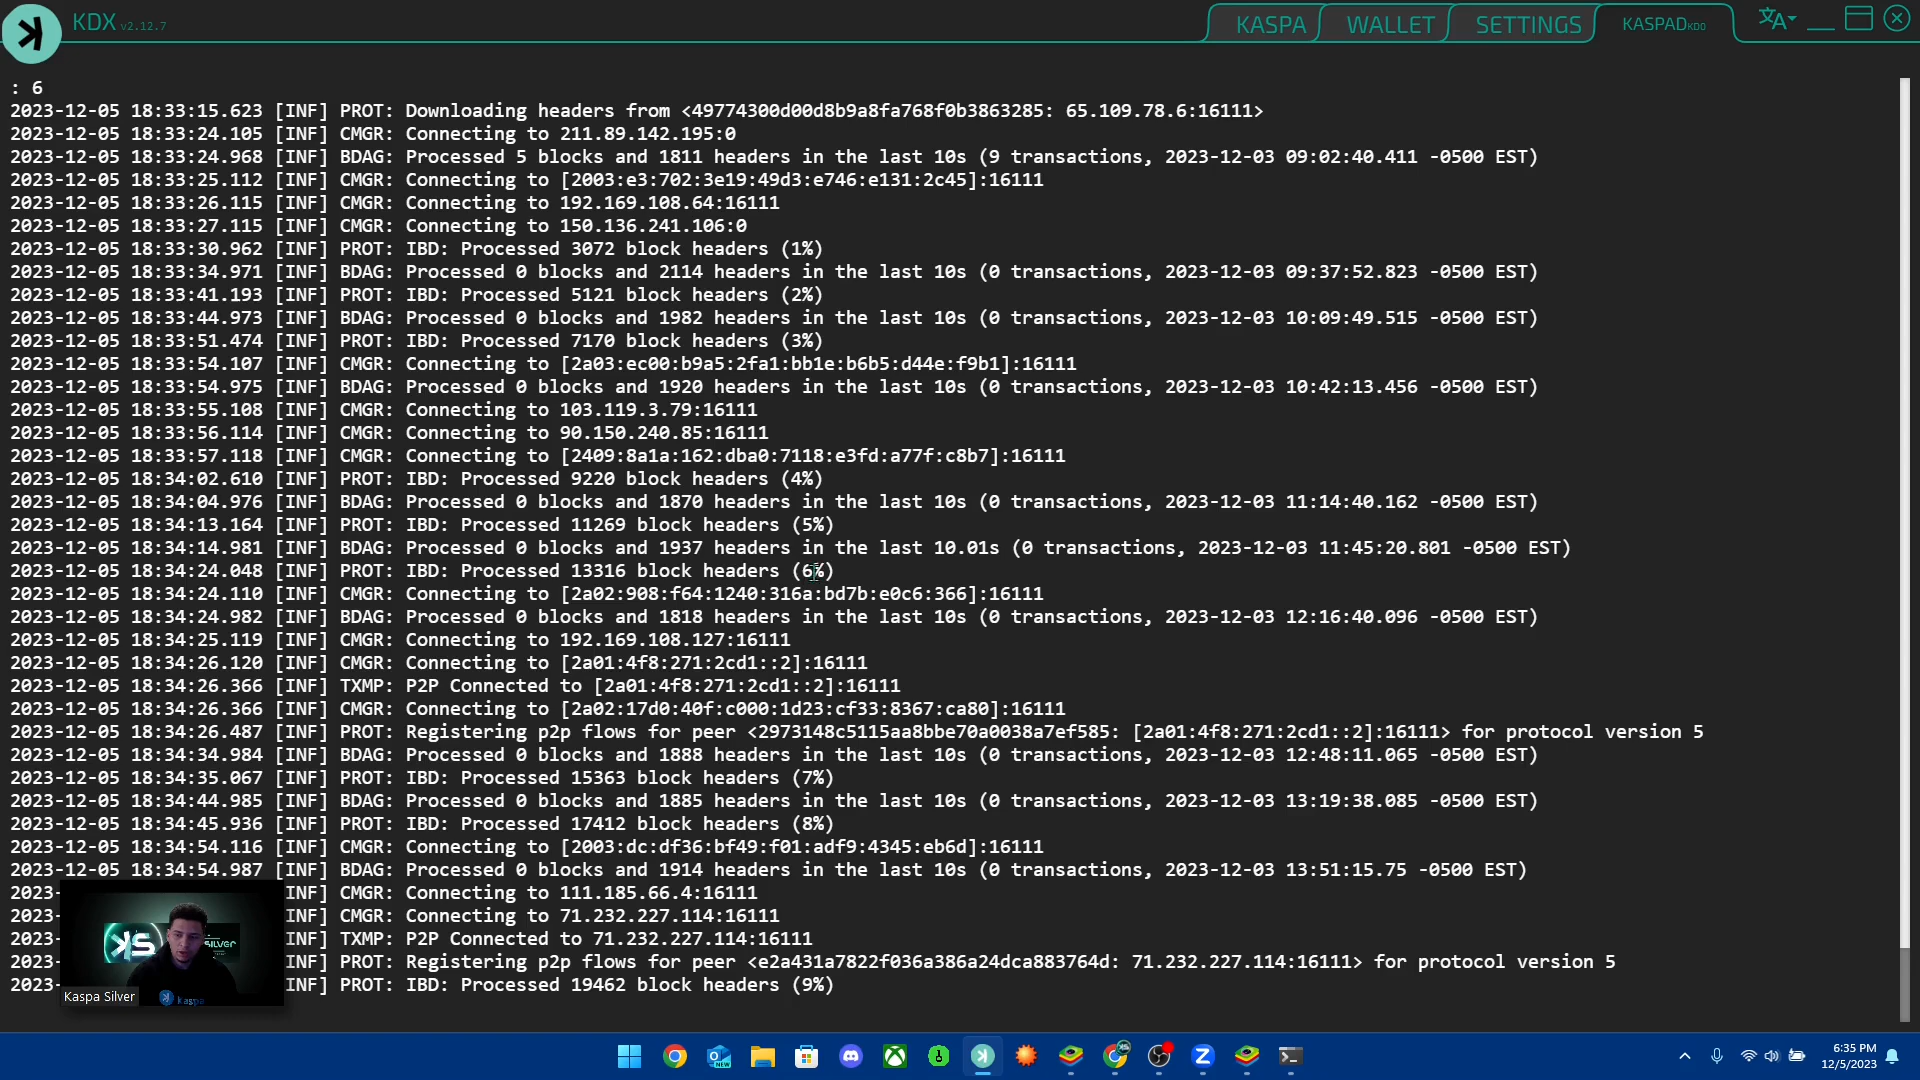 KDX v2.12.7
KASPA WALLET SETTINGS KASPAD KD0
: 6
2023-12-05 18:33:15.623 [INF] PROT: Downloading headers from <49774300d00d8b9a8fa768f0b3863285: 65.109.78.6:16111>
2023-12-05 18:33:24.105 [INF] CMGR: Connecting to 211.89.142.195:0
2023-12-05 18:33:24.968 [INF] BDAG: Processed 5 blocks and 1811 headers in the last 10s (9 transactions, 2023-12-03 09:02:40.411 -0500 EST)
2023-12-05 18:33:25.112 [INF] CMGR: Connecting to [2003:e3:702:3e19:49d3:e746:e131:2c45]:16111
2023-12-05 18:33:26.115 [INF] CMGR: Connecting to 192.169.108.64:16111
2023-12-05 18:33:27.115 [INF] CMGR: Connecting to 150.136.241.106:0
2023-12-05 18:33:30.962 [INF] PROT: IBD: Processed 3072 block headers (1%)
2023-12-05 18:33:34.971 [INF] BDAG: Processed 0 blocks and 2114 headers in the last 10s (0 transactions, 2023-12-03 09:37:52.823 -0500 EST)
2023-12-05 18:33:41.193 [INF] PROT: IBD: Processed 5121 block headers (2%)
2023-12-05 18:33:44.973 [INF] BDAG: Processed 0 blocks and 1982 headers in the last 10s (0 transactions, 2023-12-03 10:09:49.515 -0500 EST)
2023-12-05 18:33:51.474 [INF] PROT: IBD: Processed 7170 block headers (3%)
2023-12-05 18:33:54.107 [INF] CMGR: Connecting to [2a03:ec00:b9a5:2fa1:bb1e:b6b5:d44e:f9b1]:16111
2023-12-05 18:33:54.975 [INF] BDAG: Processed 0 blocks and 1920 headers in the last 10s (0 transactions, 2023-12-03 10:42:13.456 -0500 EST)
2023-12-05 18:33:55.108 [INF] CMGR: Connecting to 103.119.3.79:16111
2023-12-05 18:33:56.114 [INF] CMGR: Connecting to 90.150.240.85:16111
2023-12-05 18:33:57.118 [INF] CMGR: Connecting to [2409:8a1a:162:dba0:7118:e3fd:a77f:c8b7]:16111
2023-12-05 18:34:02.610 [INF] PROT: IBD: Processed 9220 block headers (4%)
2023-12-05 18:34:04.976 [INF] BDAG: Processed 0 blocks and 1870 headers in the last 10s (0 transactions, 2023-12-03 11:14:40.162 -0500 EST)
2023-12-05 18:34:13.164 [INF] PROT: IBD: Processed 11269 block headers (5%)
2023-12-05 18:34:14.981 [INF] BDAG: Processed 0 blocks and 1937 headers in the last 10.01s (0 transactions, 2023-12-03 11:45:20.801 -0500 EST)
2023-12-05 18:34:24.048 [INF] PROT: IBD: Processed 13316 block headers (6%)
2023-12-05 18:34:24.110 [INF] CMGR: Connecting to [2a02:908:f64:1240:316a:bd7b:e0c6:366]:16111
2023-12-05 18:34:24.982 [INF] BDAG: Processed 0 blocks and 1818 headers in the last 10s (0 transactions, 2023-12-03 12:16:40.096 -0500 EST)
2023-12-05 18:34:25.119 [INF] CMGR: Connecting to 192.169.108.127:16111
2023-12-05 18:34:26.120 [INF] CMGR: Connecting to [2a01:4f8:271:2cd1::2]:16111
2023-12-05 18:34:26.366 [INF] TXMP: P2P Connected to [2a01:4f8:271:2cd1::2]:16111
2023-12-05 18:34:26.366 [INF] CMGR: Connecting to [2a02:17d0:40f:c000:1d23:cf33:8367:ca80]:16111
2023-12-05 18:34:26.487 [INF] PROT: Registering p2p flows for peer <2973148c5115aa8bbe70a0038a7ef585: [2a01:4f8:271:2cd1::2]:16111> for protocol version 5
2023-12-05 18:34:34.984 [INF] BDAG: Processed 0 blocks and 1888 headers in the last 10s (0 transactions, 2023-12-03 12:48:11.065 -0500 EST)
2023-12-05 18:34:35.067 [INF] PROT: IBD: Processed 15363 block headers (7%)
2023-12-05 18:34:44.985 [INF] BDAG: Processed 0 blocks and 1885 headers in the last 10s (0 transactions, 2023-12-03 13:19:38.085 -0500 EST)
2023-12-05 18:34:45.936 [INF] PROT: IBD: Processed 17412 block headers (8%)
2023-12-05 18:34:54.116 [INF] CMGR: Connecting to [2003:dc:df36:bf49:f01:adf9:4345:eb6d]:16111
2023-12-05 18:34:54.987 [INF] BDAG: Processed 0 blocks and 1914 headers in the last 10s (0 transactions, 2023-12-03 13:51:15.75 -0500 EST)
2023- INF] CMGR: Connecting to 111.185.66.4:16111
2023- INF] CMGR: Connecting to 71.232.227.114:16111
2023- INF] TXMP: P2P Connected to 71.232.227.114:16111
2023- INF] PROT: Registering p2p flows for peer <e2a431a7822f036a386a24dca883764d: 71.232.227.114:16111> for protocol version 5
2023- INF] PROT: IBD: Processed 19462 block headers (9%)
KS SILVER
kaspa
Kaspa Silver
6:35 PM
12/5/2023